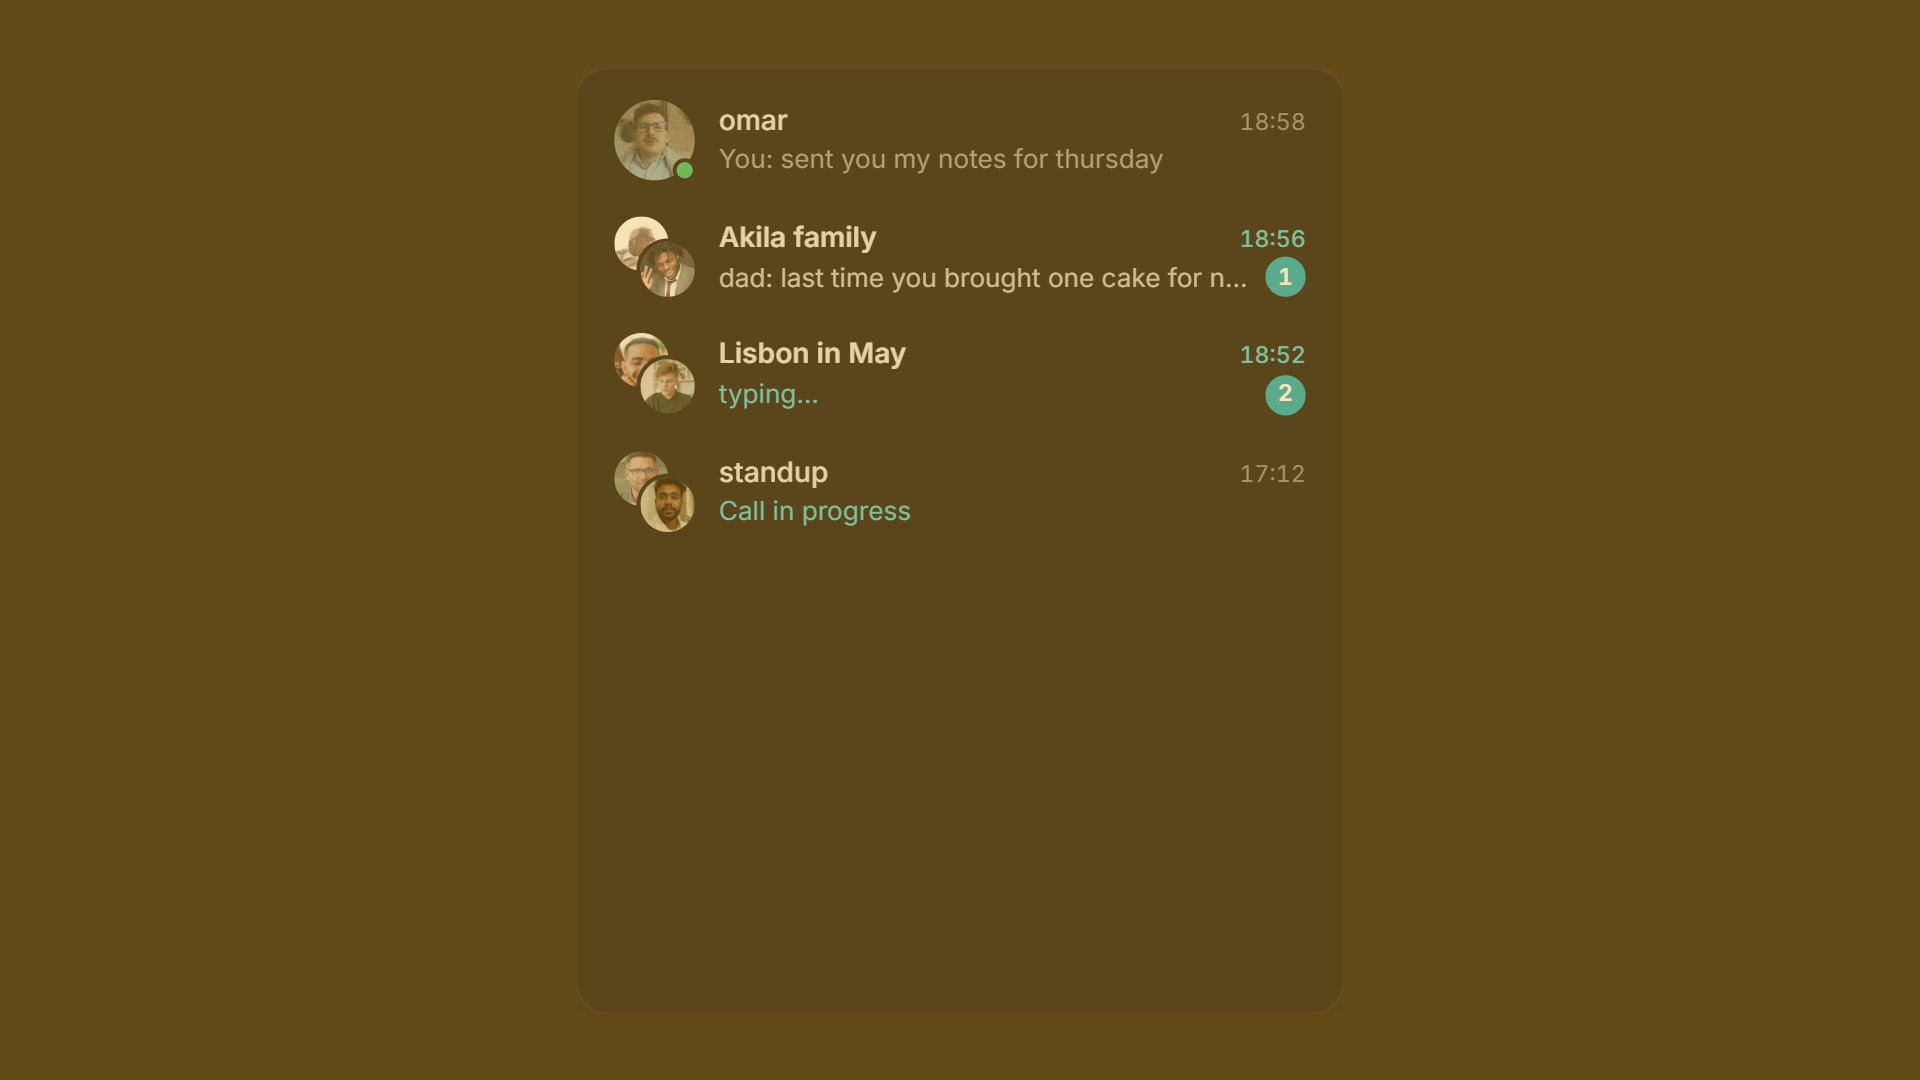 omar 18:58
You: sent you my notes for thursday
Akila family 18:56
dad: last time you brought one cake for n... 1
Lisbon in May 18:52
typing... 2
standup 17:12
Call in progress